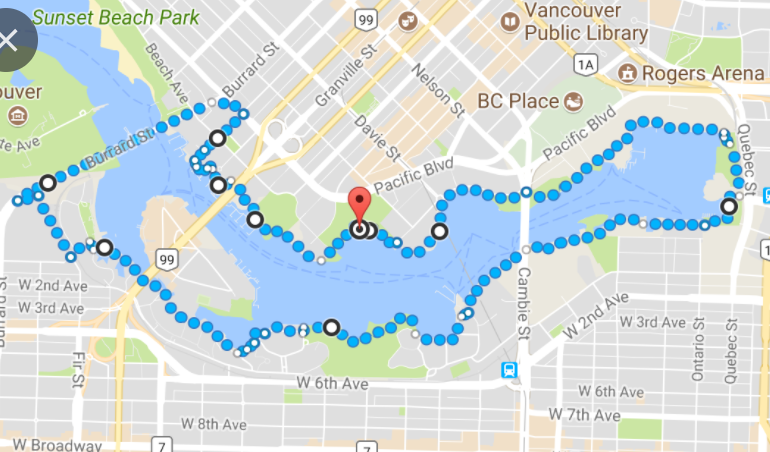 Sunset Beach Park
99
Vancouver
Public Library
Beach Ave
Burrard St
Granville St
Nelson St
1A
Rogers Arena
BC Place
ouver
te Ave
Burrard St
Davie St
Pacific Blvd
Pacific Blvd
Quebec St
99
1
W 2nd Ave
W 3rd Ave
Burrard St
Fir St
Cambie St
W 2nd Ave
W 3rd Ave
Ontario St
Quebec St
W 6th Ave
W 6th Ave
W 7th Ave
W 8th Ave
W Broadway
7
7